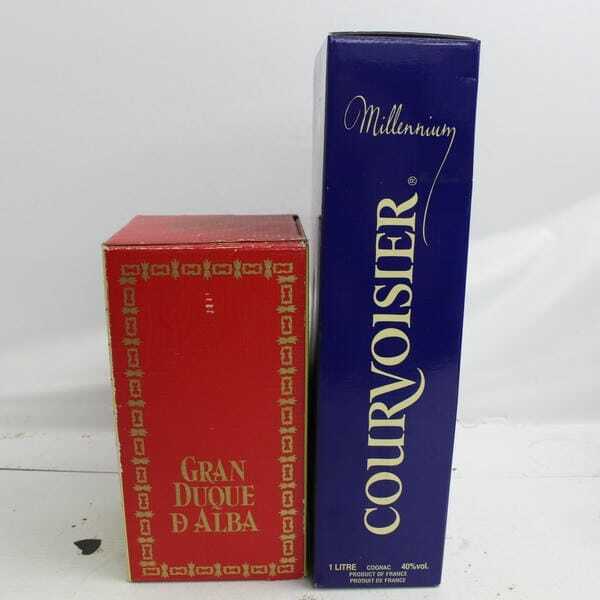 GRAN
DUQUE
D ALBA
Millennium
COURVOISIER®
1 LITRE COGNAC 40%vol.
PRODUCT OF FRANCE
PRODUIT DE FRANCE